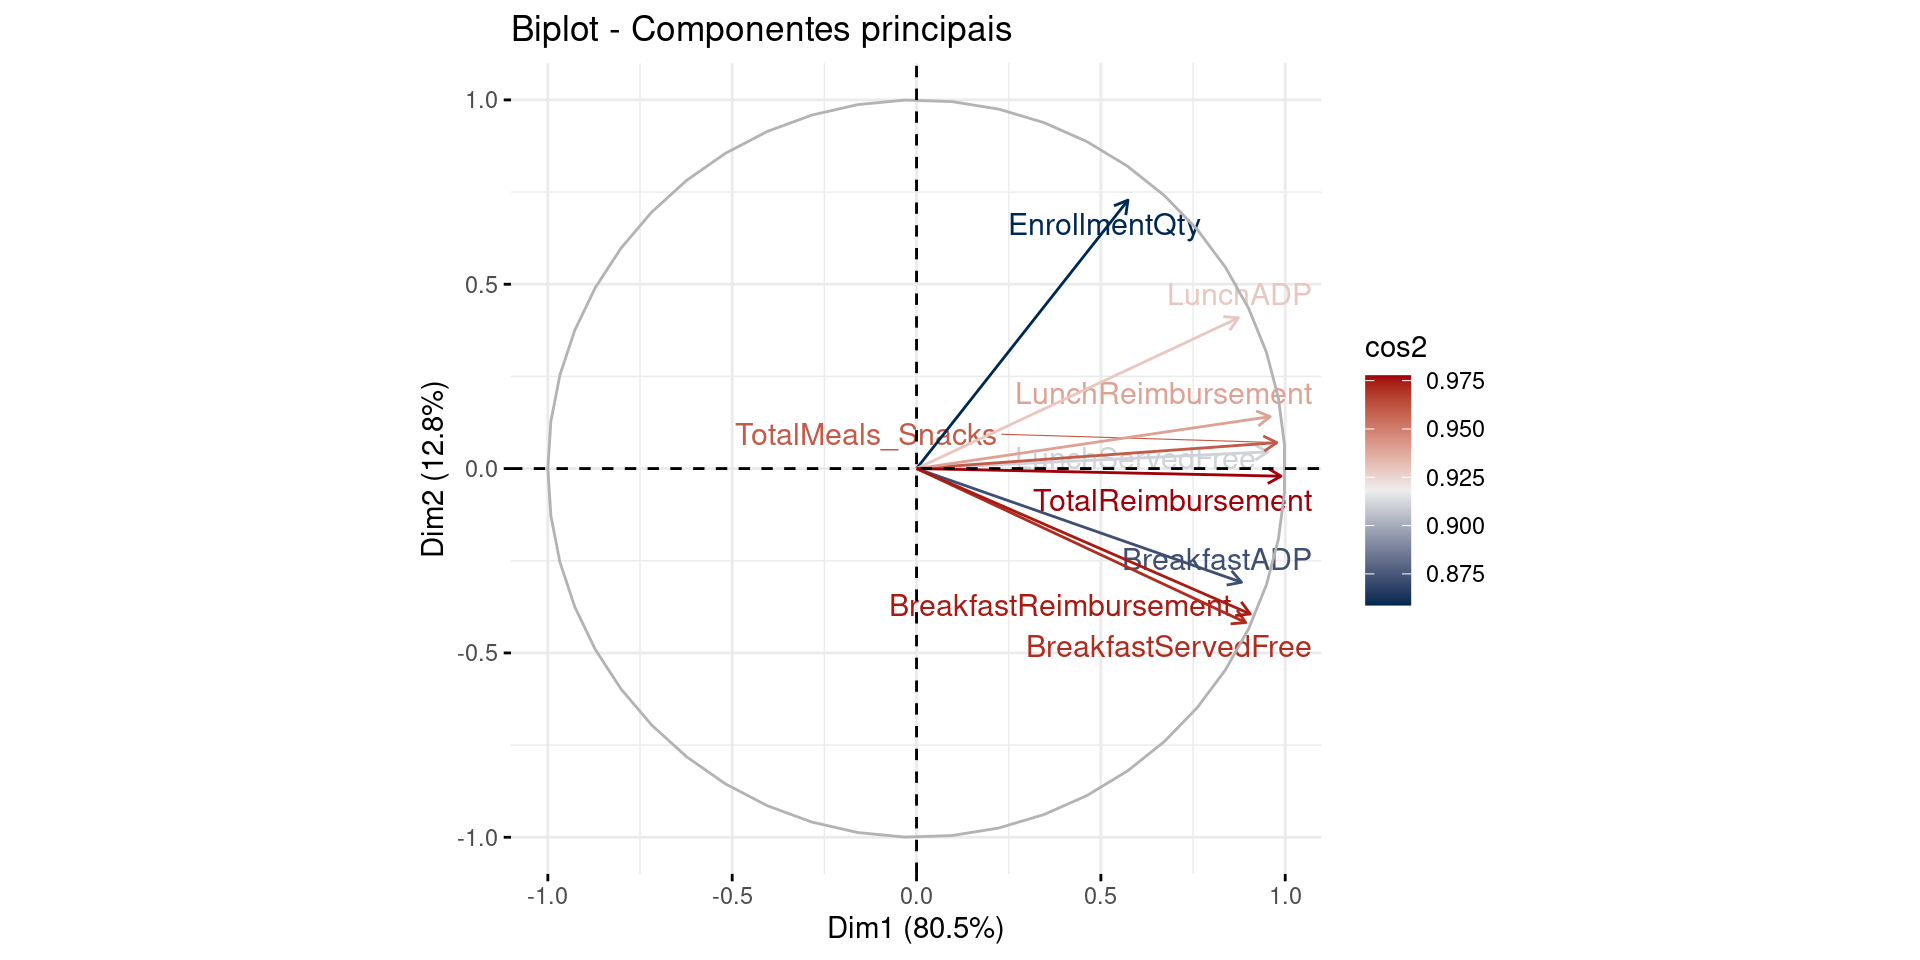 Biplot - Componentes principais
1.0
0.5
0.0
-0.5
-1.0
Dim2 (12.8%)
EnrollmentQty
LunchADP
LunchReimbursement
TotalMeals_Snacks
LunchServedFree
TotalReimbursement
BreakfastADP
BreakfastReimbursement
BreakfastServedFree
-1.0
-0.5
0.0
0.5
1.0
Dim1 (80.5%)
cos2
0.975
0.950
0.925
0.900
0.875